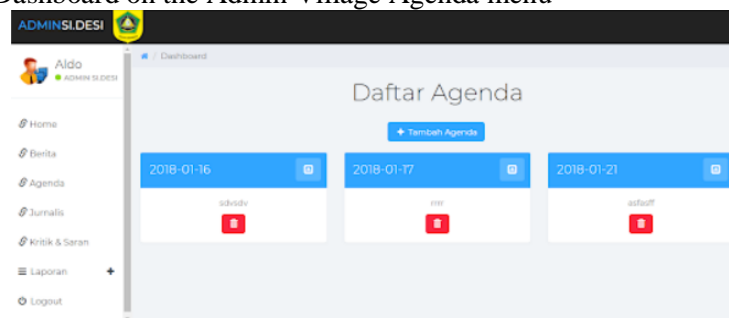 Dashboard on the Admin Village Agenda menu
ADMINSI.DESI
Aldo
ADMIN SI.DESI
Home
Berita
Agenda
Jurnalis
Kritik & Saran
Laporan +
Logout
/ Dashboard
Daftar Agenda
+ Tambah Agenda
2018-01-16
sdvsdv
2018-01-17
rrrr
2018-01-21
asfasff